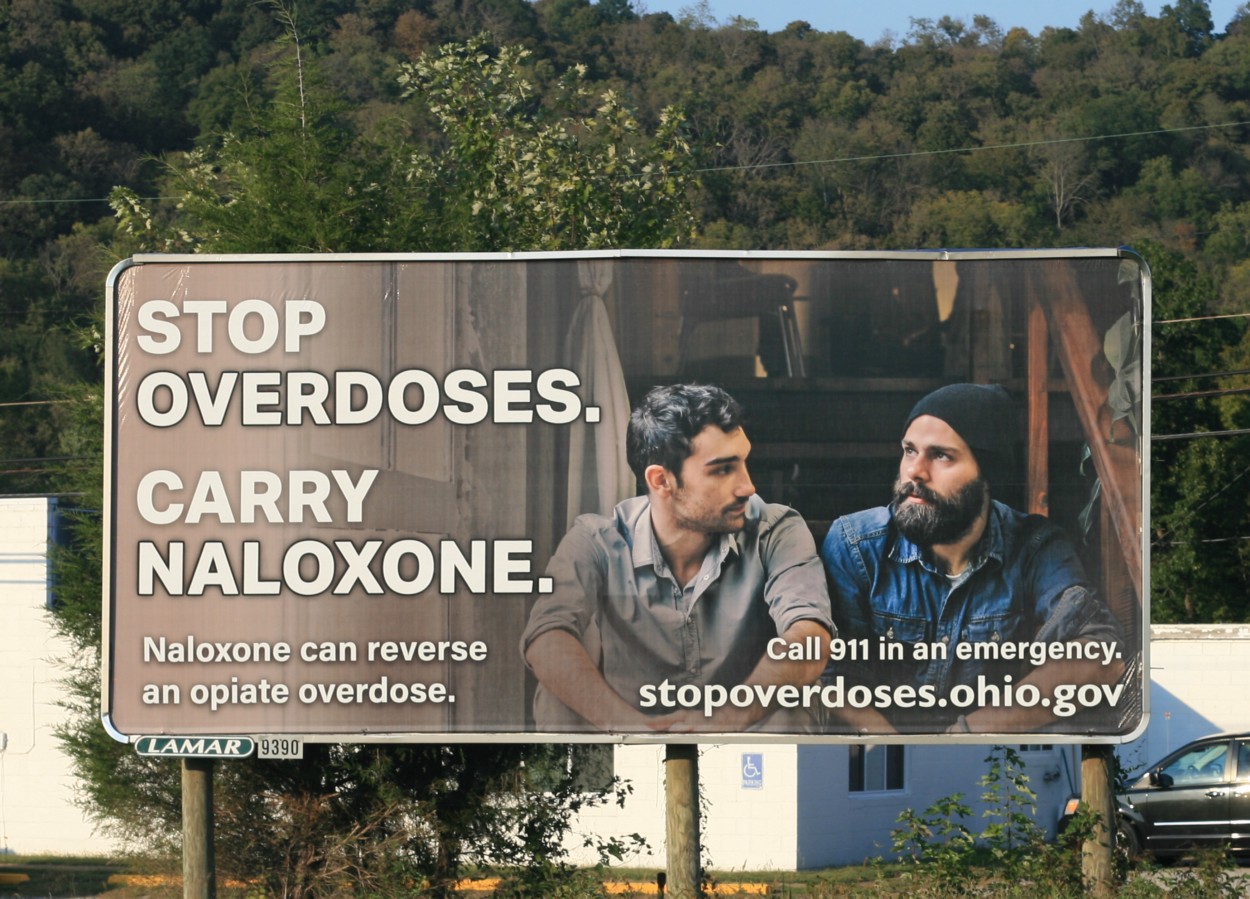 STOP
OVERDOSES.
CARRY
NALOXONE.
Naloxone can reverse
an opiate overdose.
Call 911 in an emergency.
stopoverdoses.ohio.gov
LAMAR 9390